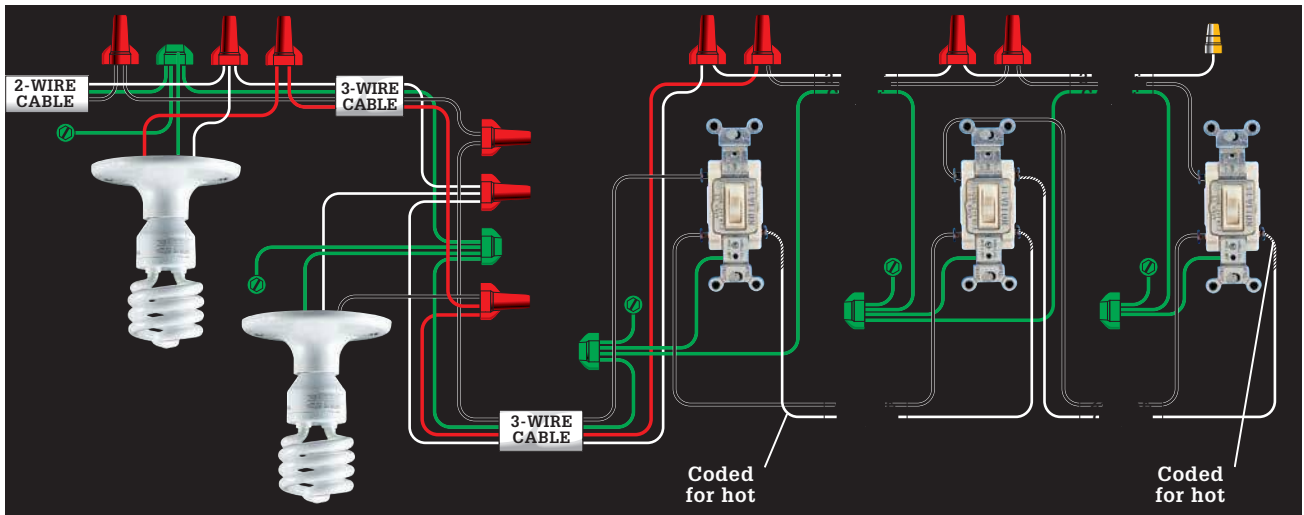 2-WIRE
CABLE
3-WIRE
CABLE
3-WIRE
CABLE
Coded
for hot
Coded
for hot